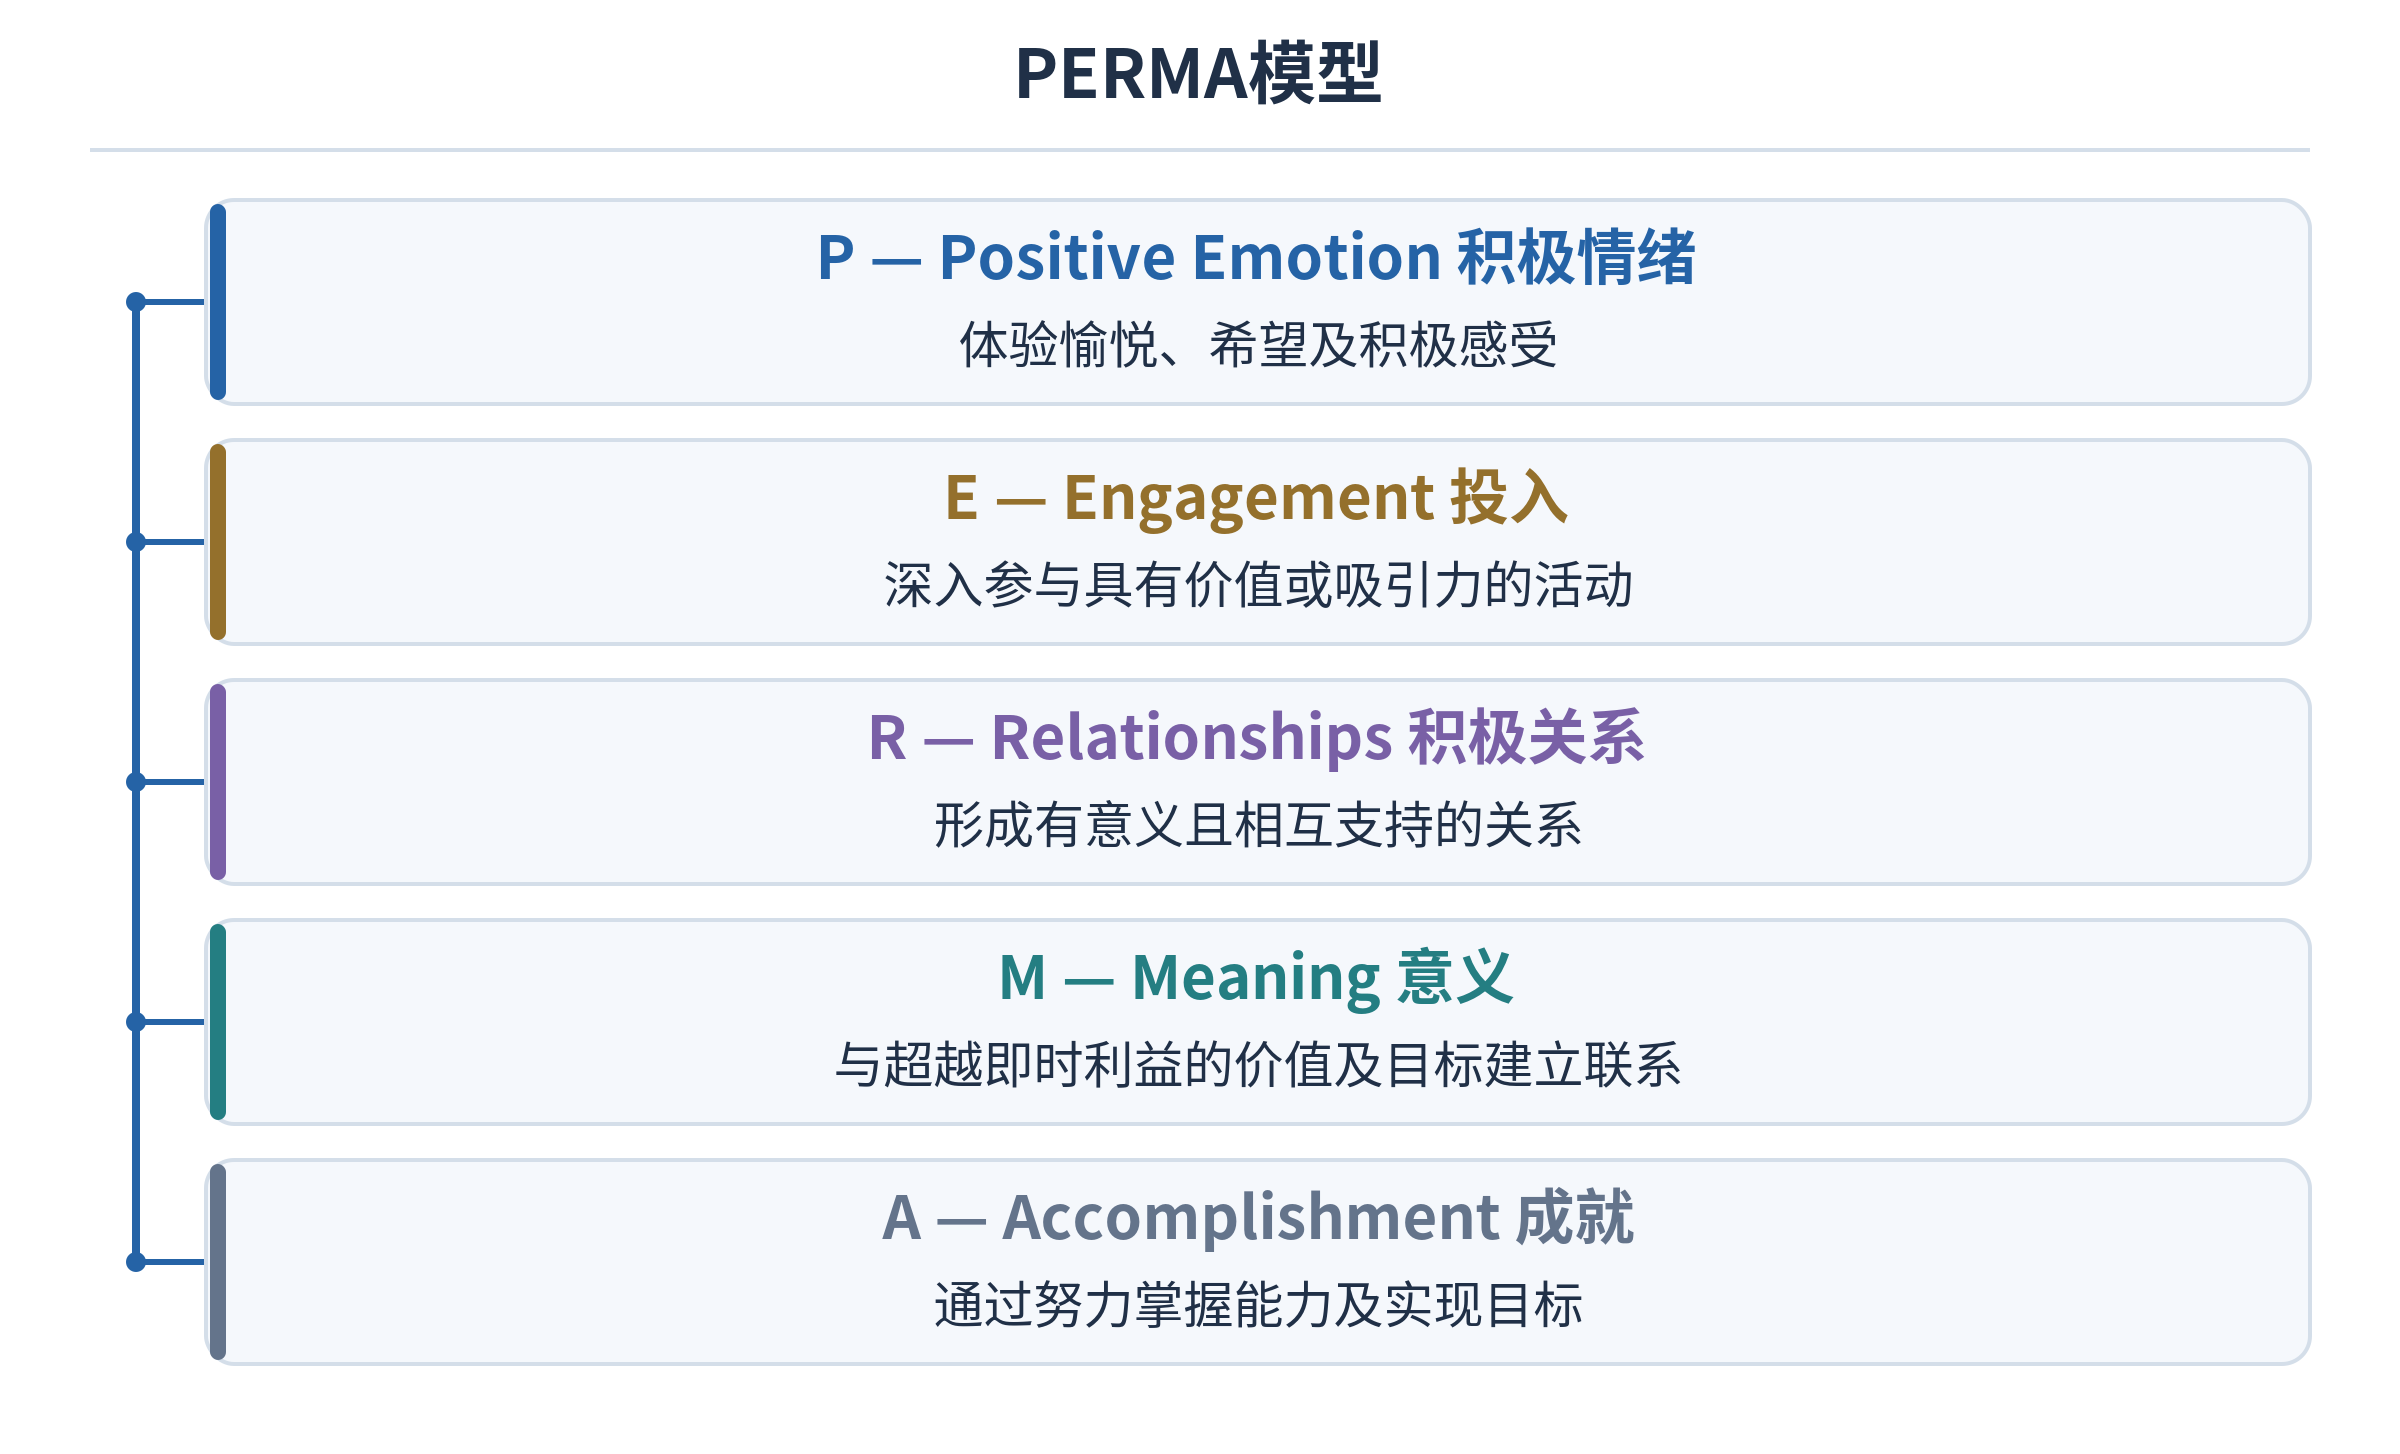 PERMA模型
P — Positive Emotion 积极情绪
体验愉悦、希望及积极感受
E — Engagement 投入
深入参与具有价值或吸引力的活动
R — Relationships 积极关系
形成有意义且相互支持的关系
M — Meaning 意义
与超越即时利益的价值及目标建立联系
A — Accomplishment 成就
通过努力掌握能力及实现目标